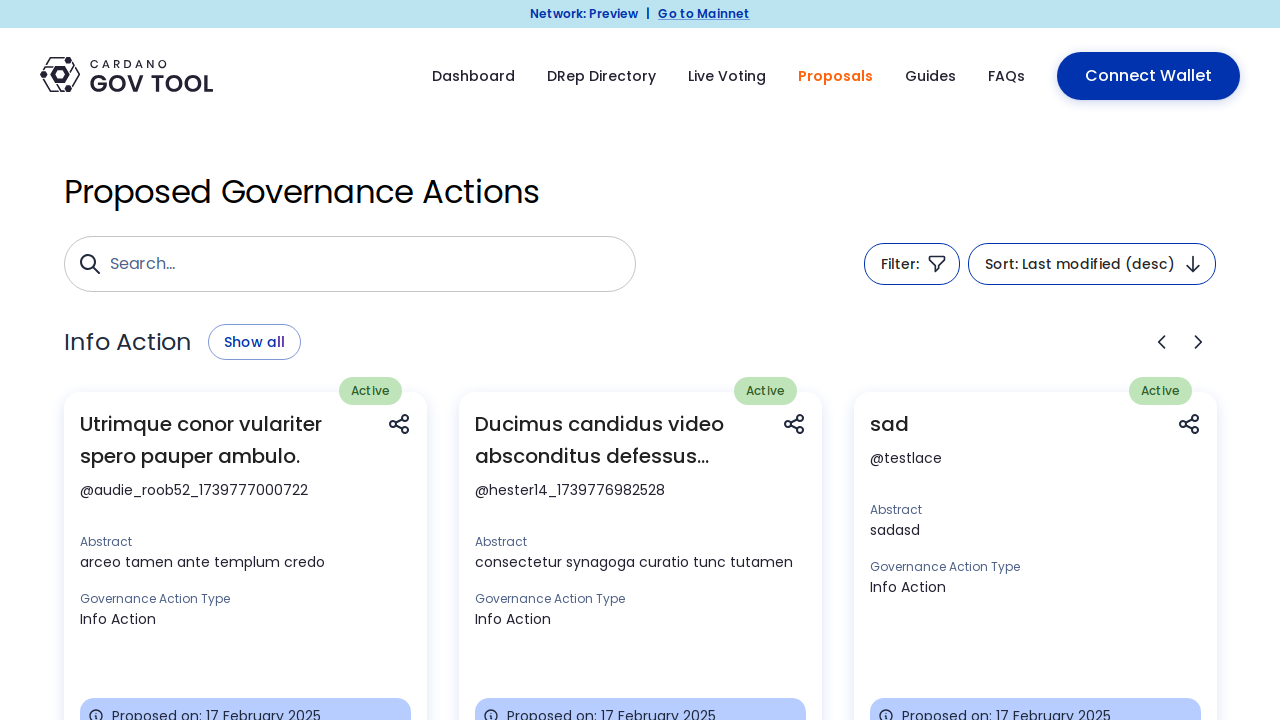 Network: Preview | Go to Mainnet
CARDANO
GOV TOOL
Dashboard
DRep Directory
Live Voting
Proposals
Guides
FAQs
Connect Wallet
Proposed Governance Actions
Search...
Filter:
Sort: Last modified (desc)
Info Action
Show all
Active
Utrimque conor vulariter
spero pauper ambulo.
@audie_roob52_1739777000722
Abstract
arceo tamen ante templum credo
Governance Action Type
Info Action
Proposed on: 17 February 2025
Active
Ducimus candidus video
absconditus defessus...
@hester14_1739776982528
Abstract
consectetur synagoga curatio tunc tutamen
Governance Action Type
Info Action
Proposed on: 17 February 2025
Active
sad
@testlace
Abstract
sadasd
Governance Action Type
Info Action
Proposed on: 17 February 2025